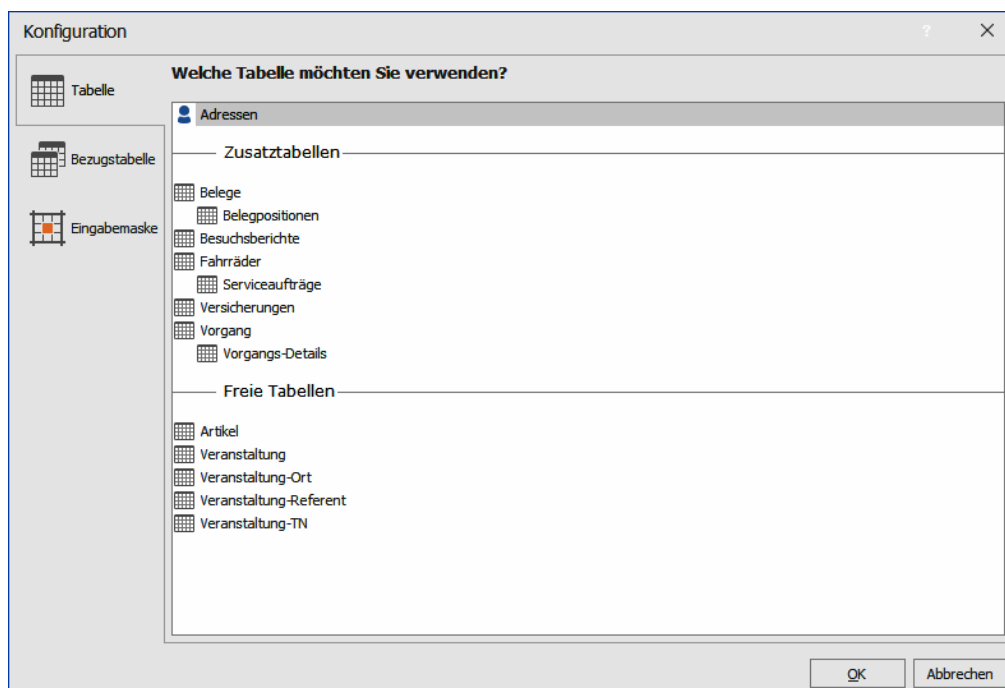 Konfiguration
?
Tabelle
Bezugstabelle
Eingabemaske
Welche Tabelle möchten Sie verwenden?
Adressen
Zusatztabellen
Belege
Belegpositionen
Besuchsberichte
Fahrräder
Serviceaufträge
Versicherungen
Vorgang
Vorgangs-Details
Freie Tabellen
Artikel
Veranstaltung
Veranstaltung-Ort
Veranstaltung-Referent
Veranstaltung-TN
OK
Abbrechen